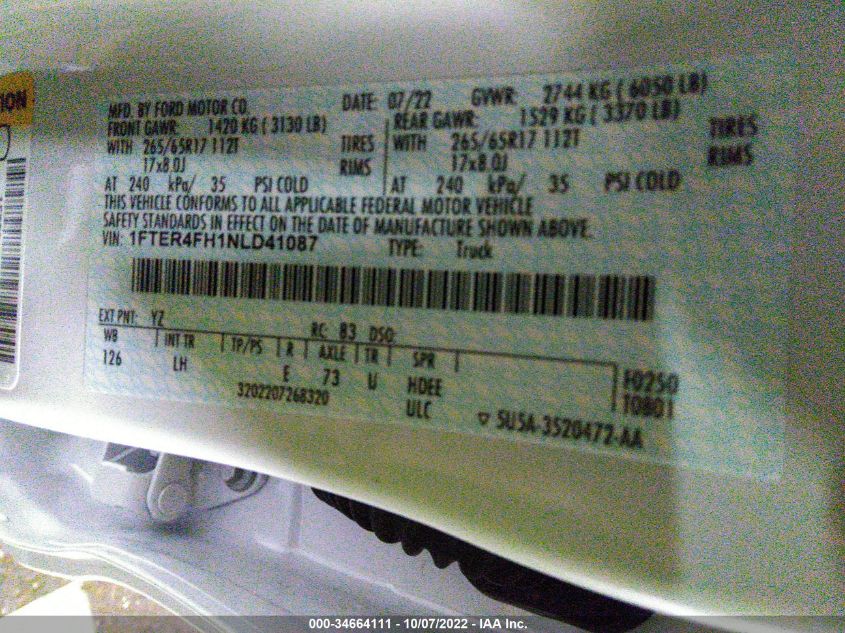 ION
MFD. BY FORD MOTOR CO. DATE: 07/22 GVWR: 2744 KG ( 6050 LB)
FRONT GAWR: 1420 KG ( 3130 LB) REAR GAWR: 1529 KG ( 3370 LB)
WITH 265/65R17 112T TIRES WITH 265/65R17 112T TIRES
17x8.0J RIMS 17x8.0J RIMS
AT 240 kPa/ 35 PSI COLD AT 240 kPa/ 35 PSI COLD
THIS VEHICLE CONFORMS TO ALL APPLICABLE FEDERAL MOTOR VEHICLE
SAFETY STANDARDS IN EFFECT ON THE DATE OF MANUFACTURE SHOWN ABOVE.
VIN: 1FTER4FH1NLD41087 TYPE: Truck
EXT PNT: YZ RC: 83 DSO:
WB INT TR TP/PS R AXLE TR SPR
126 LH E 73 U HDEE F0250
3202207268320 ULC 10801
▽ 5U5A-3520472-AA
000-34664111 - 10/07/2022 - IAA Inc.